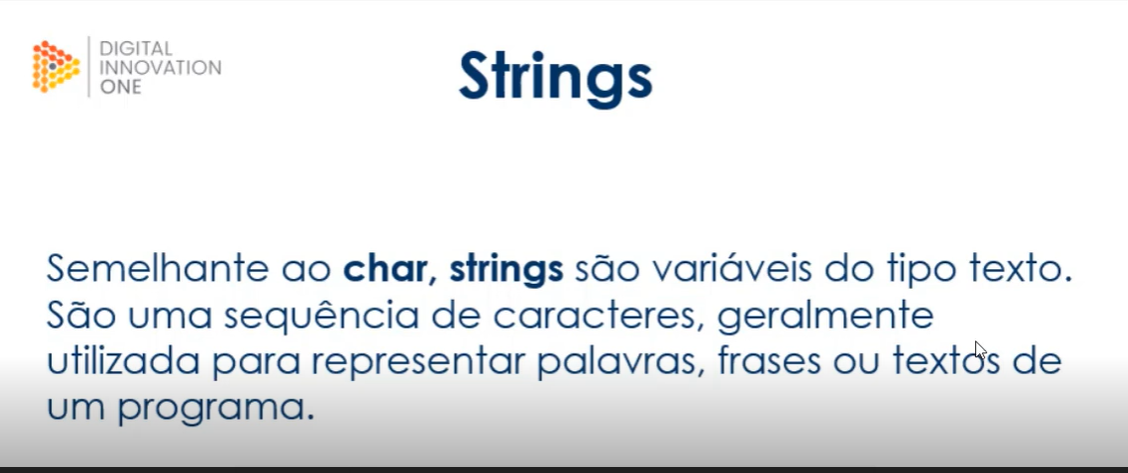 DIGITAL
INNOVATION
ONE
Strings
Semelhante ao char, strings são variáveis do tipo texto.
São uma sequência de caracteres, geralmente
utilizada para representar palavras, frases ou textos de
um programa.